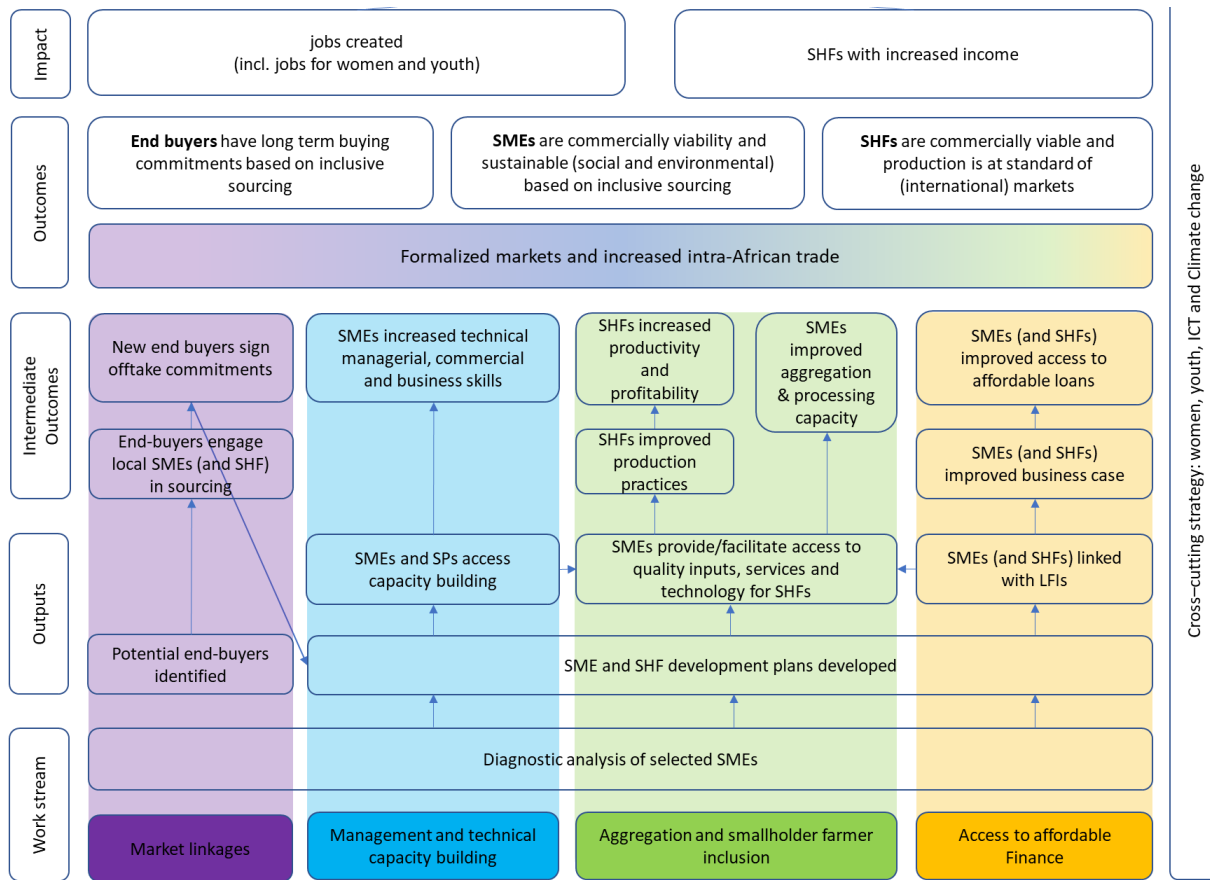 Impact
jobs created
(incl. jobs for women and youth)
SHFs with increased income
Outcomes
End buyers have long term buying
commitments based on inclusive
sourcing
SMEs are commercially viability and
sustainable (social and environmental)
based on inclusive sourcing
SHFs are commercially viable and
production is at standard of
(international) markets
Formalized markets and increased intra-African trade
Intermediate
Outcomes
New end buyers sign
offtake commitments
End-buyers engage
local SMEs (and SHF)
in sourcing
SMEs increased technical
managerial, commercial
and business skills
SHFs increased
productivity
and
profitability
SHFs improved
production
practices
SMEs
improved
aggregation
& processing
capacity
SMEs (and SHFs)
improved access to
affordable loans
SMEs (and SHFs)
improved business case
Outputs
SMEs and SPs access
capacity building
SMEs provide/facilitate access to
quality inputs, services and
technology for SHFs
SMEs (and SHFs) linked
with LFIs
Potential end-buyers
identified
SME and SHF development plans developed
Work stream
Diagnostic analysis of selected SMEs
Market linkages
Management and technical
capacity building
Aggregation and smallholder farmer
inclusion
Access to affordable
Finance
Cross–cutting strategy: women, youth, ICT and Climate change